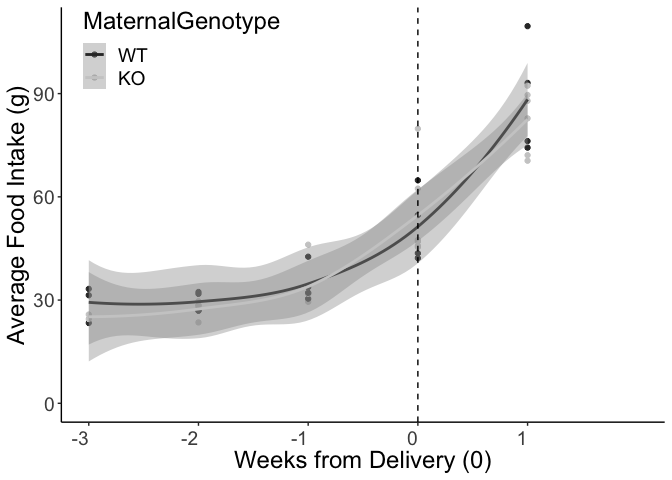 MaternalGenotype
WT
KO
Average Food Intake (g)
90
60
30
0
-3 -2 -1 0 1
Weeks from Delivery (0)